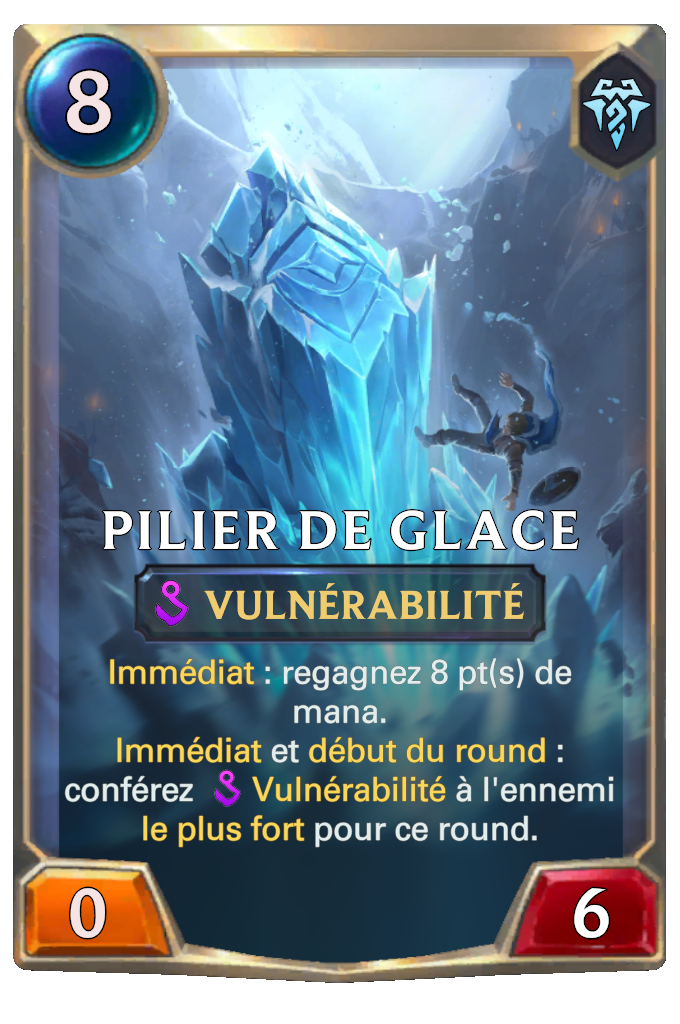 8
PILIER DE GLACE
VULNÉRABILITÉ
Immédiat : regagnez 8 pt(s) de
mana.
Immédiat et début du round :
conférez Vulnérabilité à l'ennemi
le plus fort pour ce round.
0
6